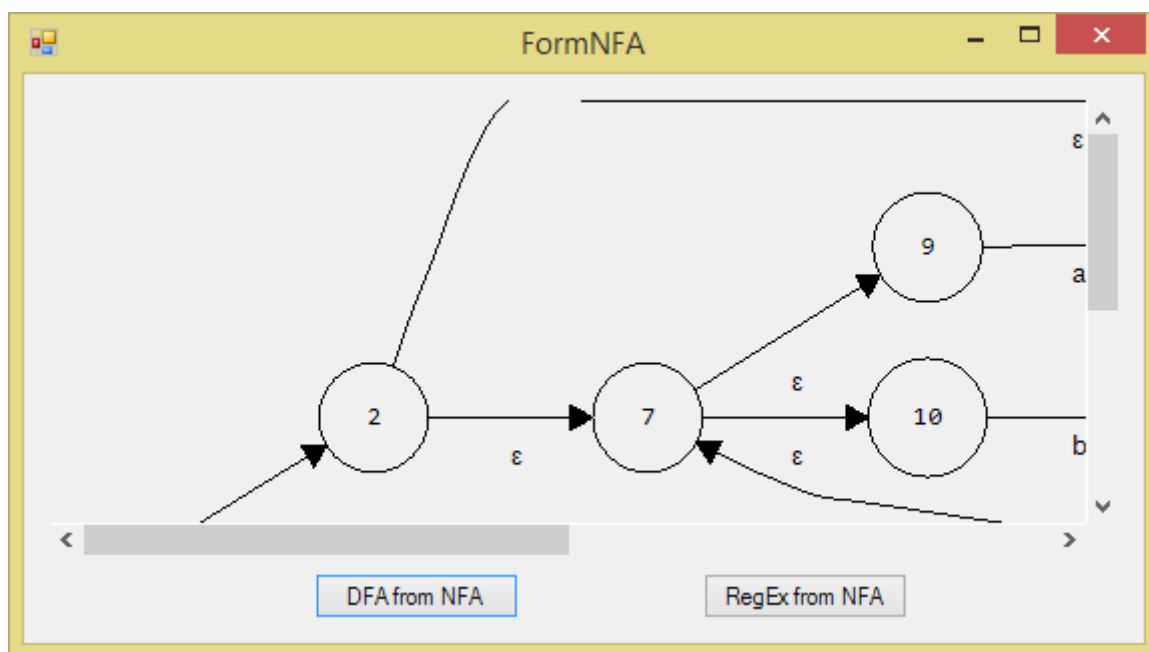 FormNFA
ε
9
a
ε
2
7
10
ε
ε
b
DFA from NFA
RegEx from NFA